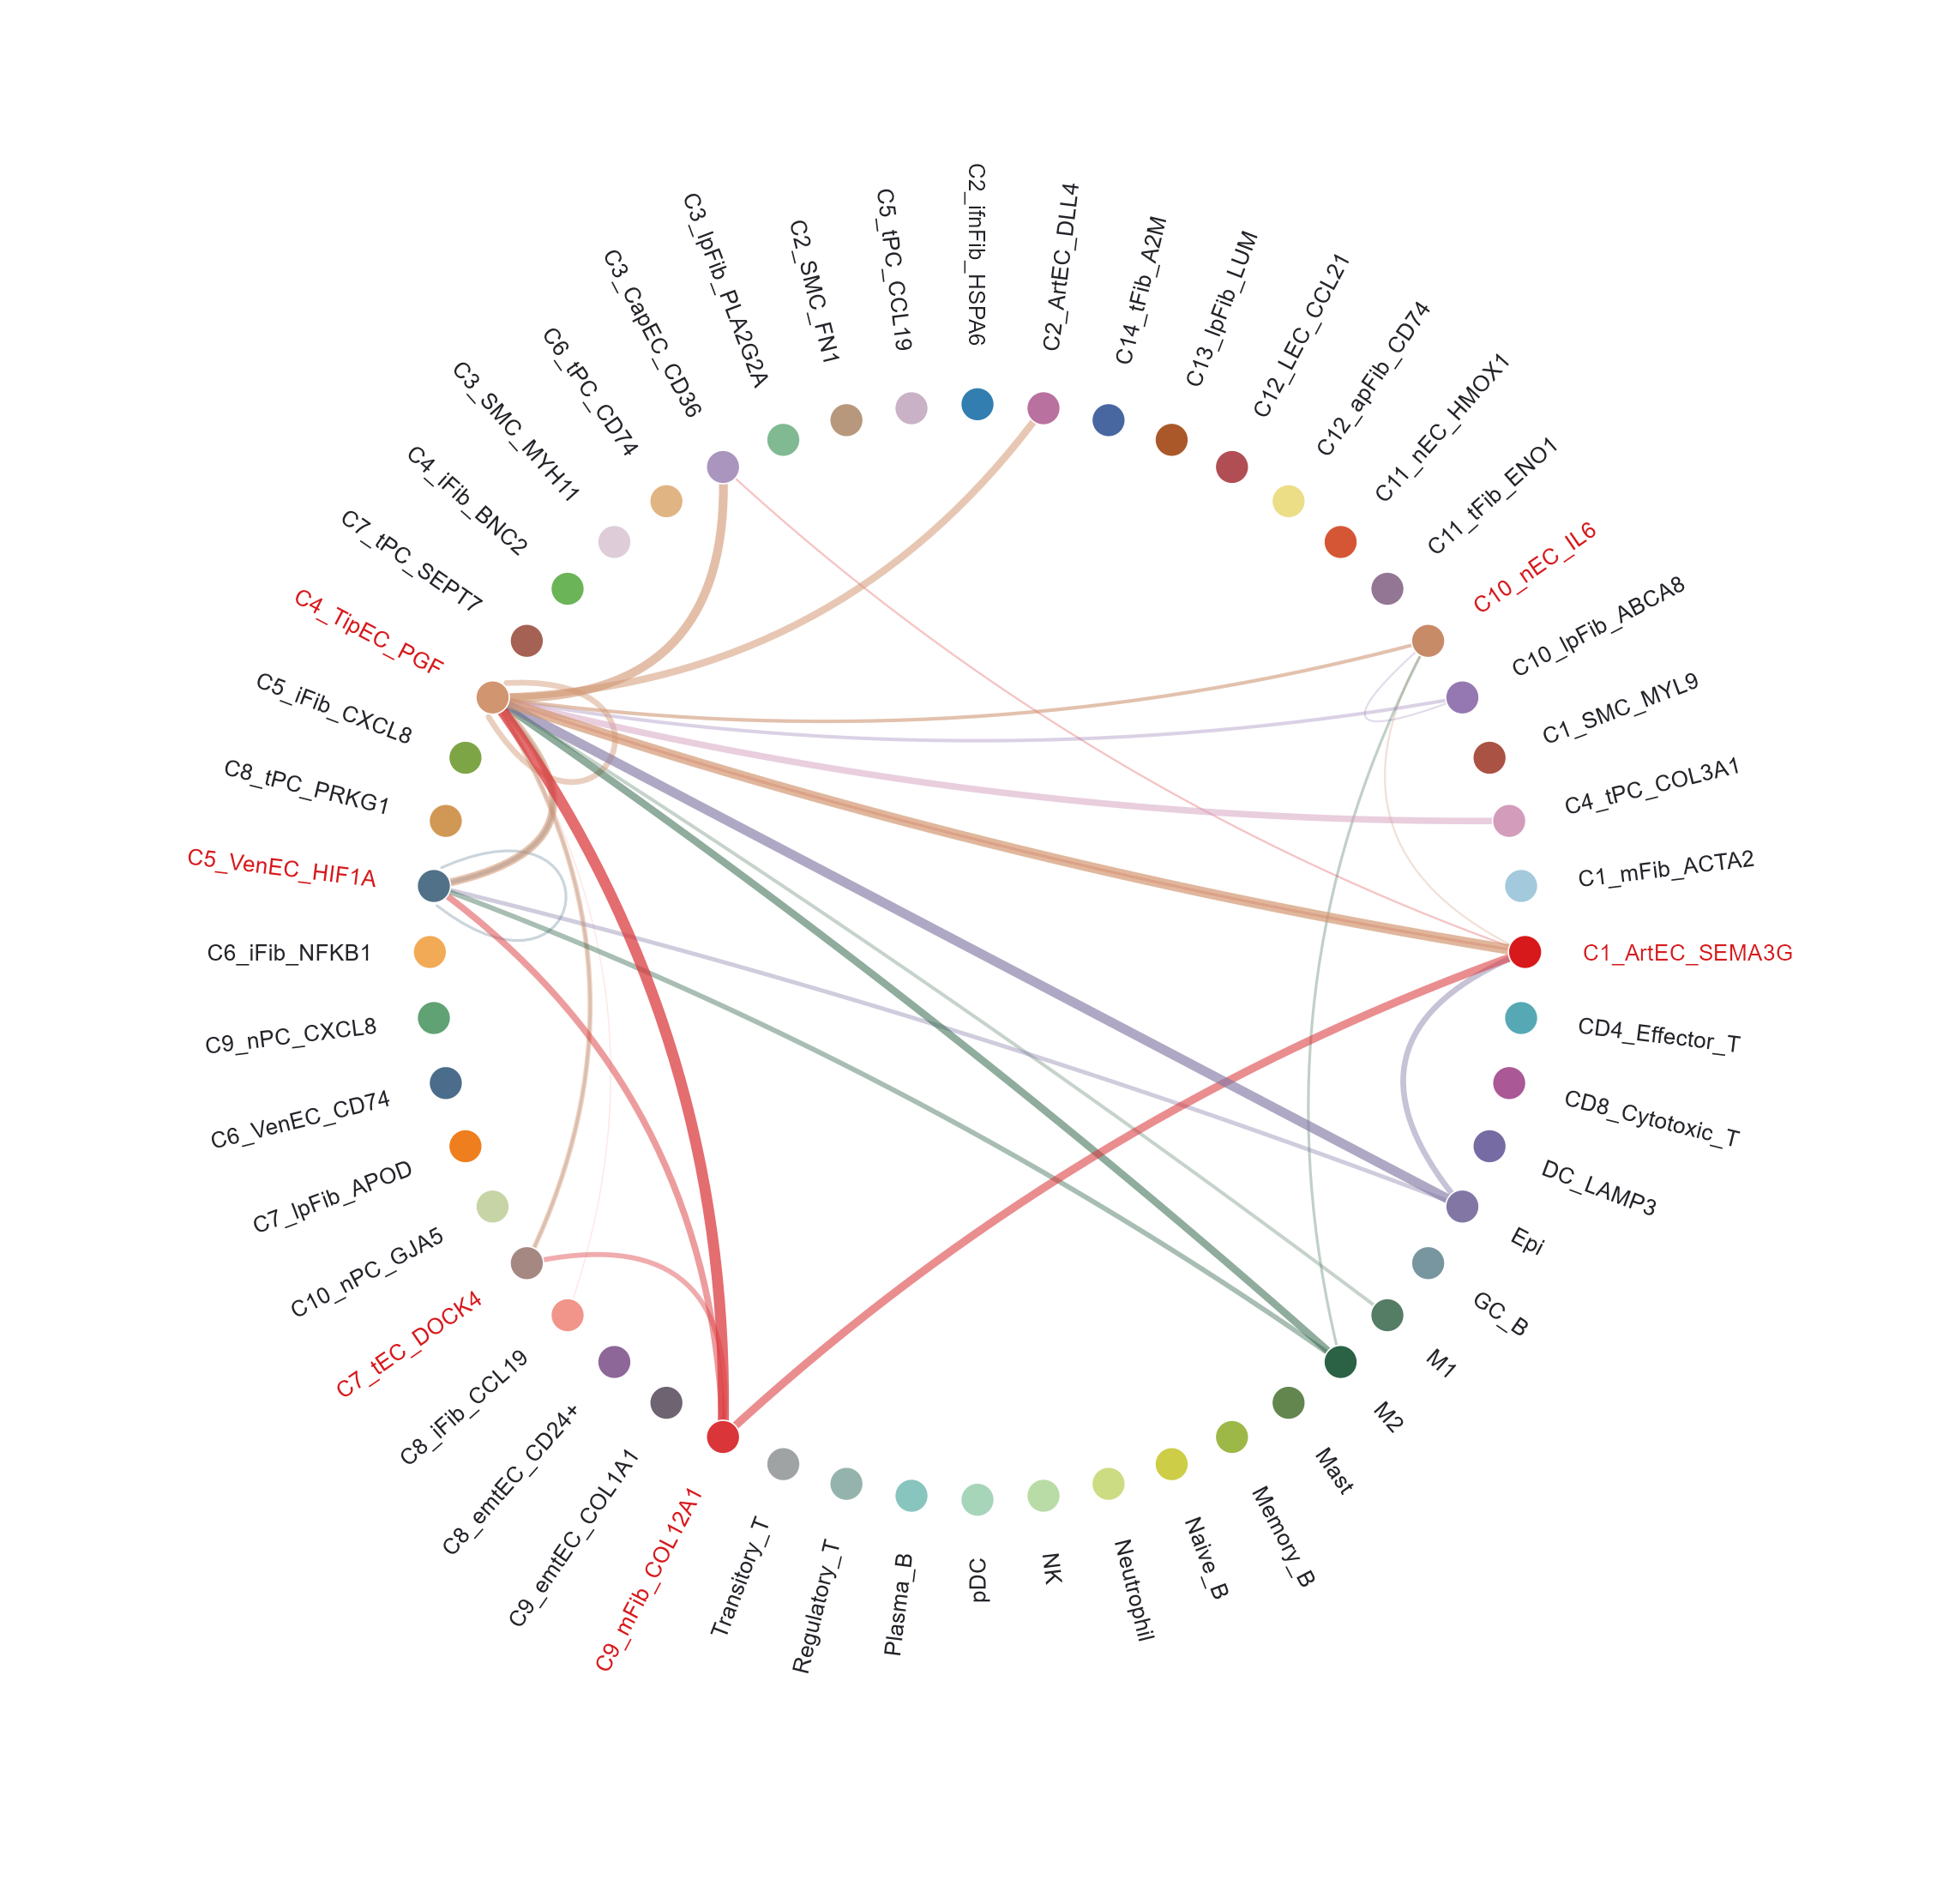 C2_ifnFib_HSPA6
C2_ArtEC_DLL4
C14_tFib_A2M
C13_lpFib_LUM
C12_LEC_CCL21
C12_apFib_CD74
C11_nEC_HMOX1
C11_tFib_ENO1
C10_nEC_IL6
C10_lpFib_ABCA8
C1_SMC_MYL9
C4_tPC_COL3A1
C1_mFib_ACTA2
C1_ArtEC_SEMA3G
CD4_Effector_T
CD8_Cytotoxic_T
DC_LAMP3
Epi
GC_B
M1
M2
Mast
Memory_B
Naive_B
Neutrophil
NK
pDC
Plasma_B
Regulatory_T
Transitory_T
C9_mFib_COL12A1
C9_emtEC_COL1A1
C8_emtEC_CD24+
C8_iFib_CCL19
C7_tEC_DOCK4
C10_nPC_GJA5
C7_lpFib_APOD
C6_VenEC_CD74
C9_nPC_CXCL8
C6_iFib_NFKB1
C5_VenEC_HIF1A
C8_tPC_PRKG1
C5_iFib_CXCL8
C4_TipEC_PGF
C7_tPC_SEPT7
C4_iFib_BNC2
C3_SMC_MYH11
C6_tPC_CD74
C3_CapEC_CD36
C3_lpFib_PLA2G2A
C2_SMC_FN1
C5_tPC_CCL19